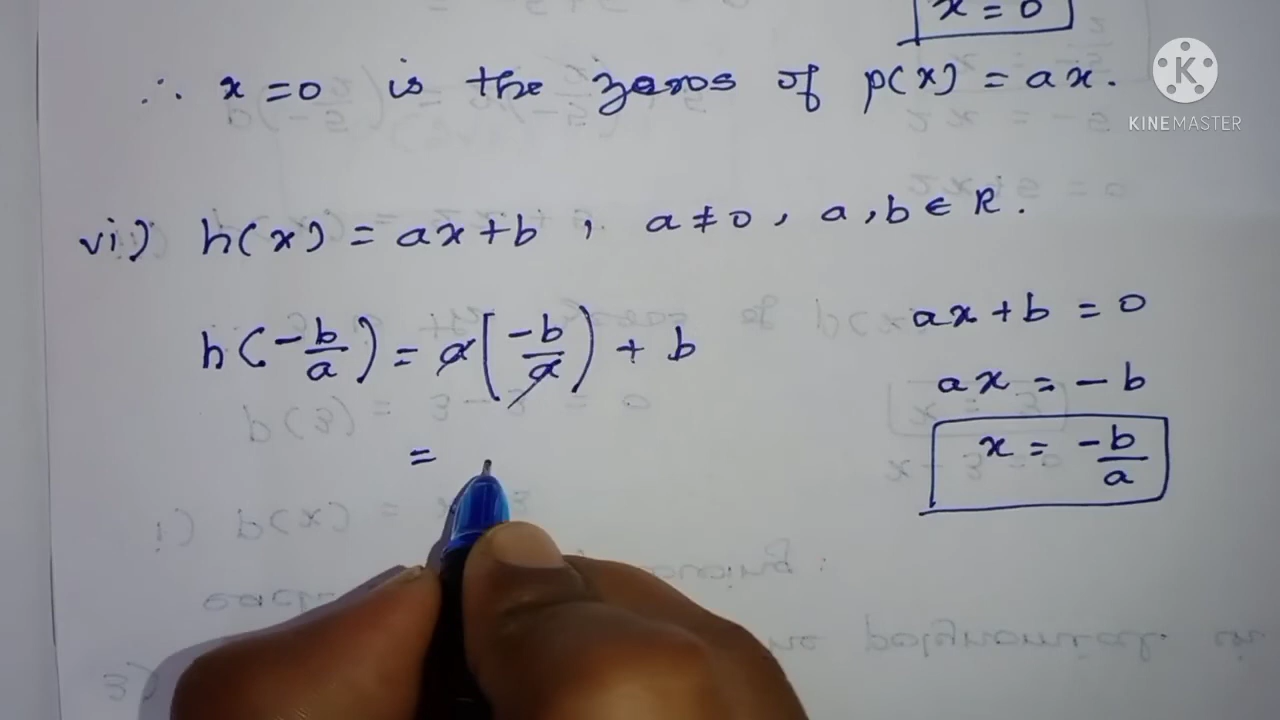 x = 0
∴ x = 0 is the zeros of p(x) = ax.
KINEMASTER
vi) h(x) = ax + b , a ≠ 0 , a , b ∈ R.
ax + b = 0
h(-b/a) = a(-b/a) + b
ax = -b
x = -b/a
=